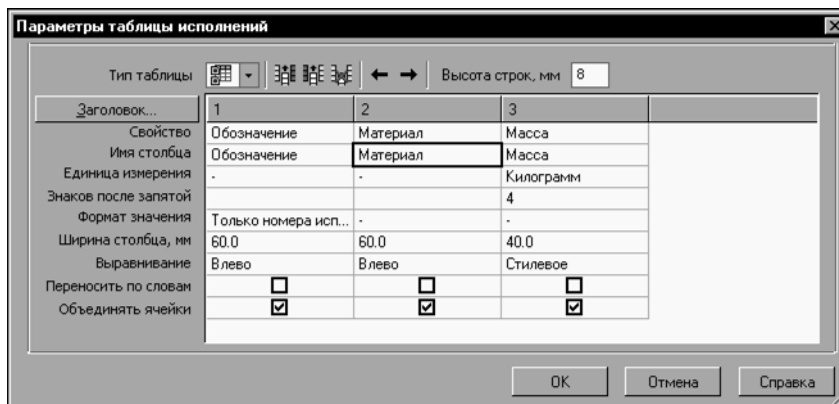 Параметры таблицы исполнений
Тип таблицы Высота строк, мм 8
Заголовок... 1 2 3
Свойство Обозначение Материал Масса
Имя столбца Обозначение Материал Масса
Единица измерения - - Килограмм
Знаков после запятой 4
Формат значения Только номера исп... - -
Ширина столбца, мм 60.0 60.0 40.0
Выравнивание Влево Влево Стилевое
Переносить по словам
Объединять ячейки
OK Отмена Справка